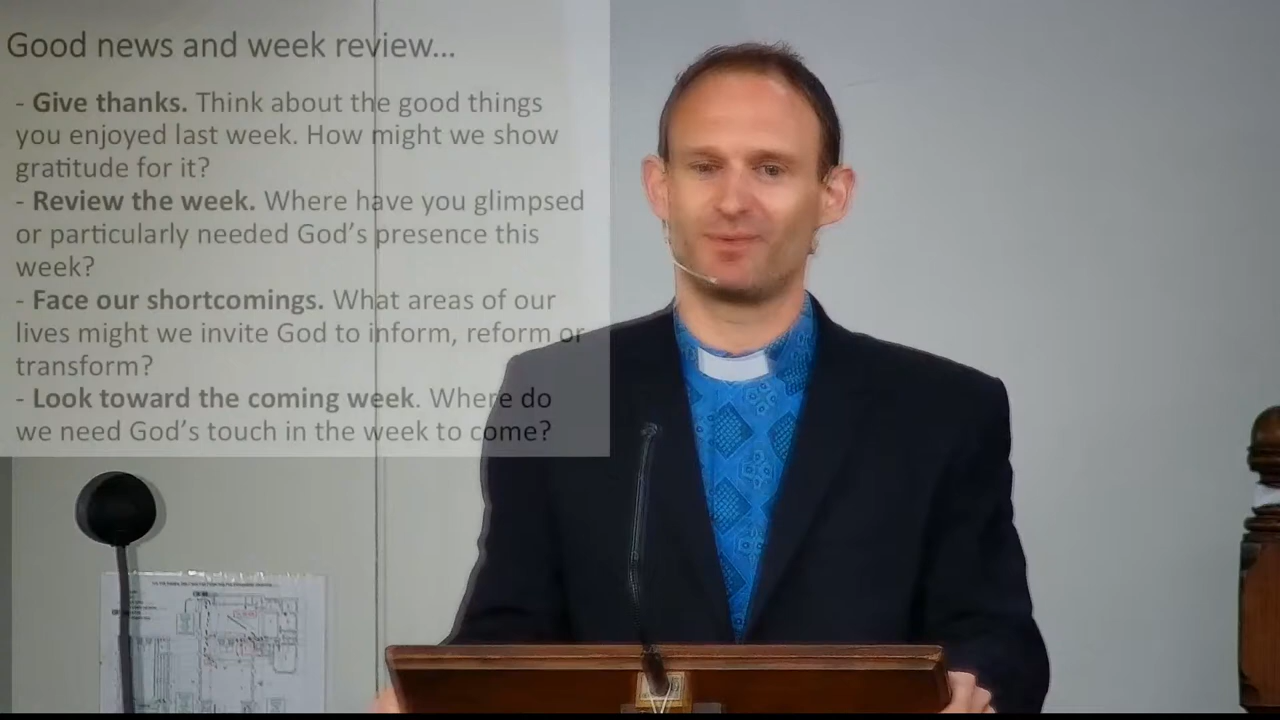 Good news and week review...
- Give thanks. Think about the good things
you enjoyed last week. How might we show
gratitude for it?
- Review the week. Where have you glimpsed
or particularly needed God’s presence this
week?
- Face our shortcomings. What areas of our
lives might we invite God to inform, reform or
transform?
- Look toward the coming week. Where do
we need God’s touch in the week to come?